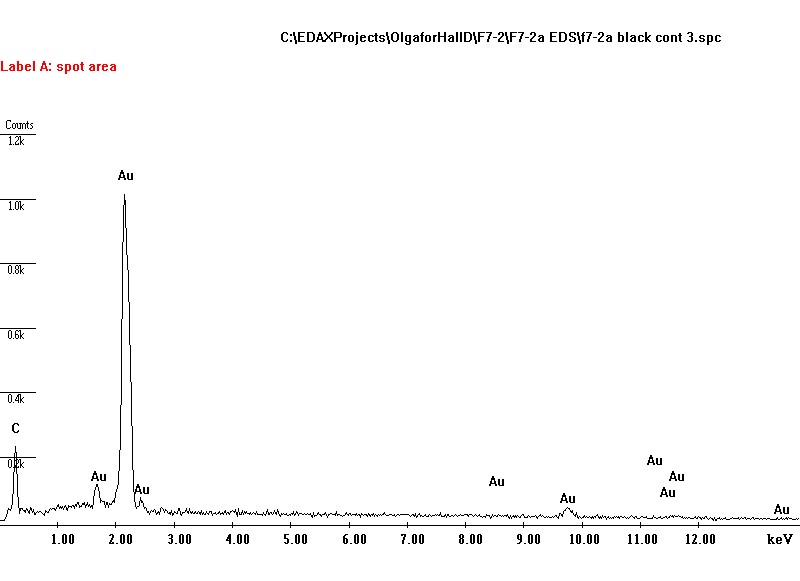 C:\EDAXProjects\OlgaforHallD\F7-2\F7-2a EDS\f7-2a black cont 3.spc
Label A: spot area
Counts
1.2k
Au
1.0k
0.8k
0.6k
0.4k
C
0.2k
Au
Au
Au
Au
Au
Au
Au
Au
1.00 2.00 3.00 4.00 5.00 6.00 7.00 8.00 9.00 10.00 11.00 12.00 keV